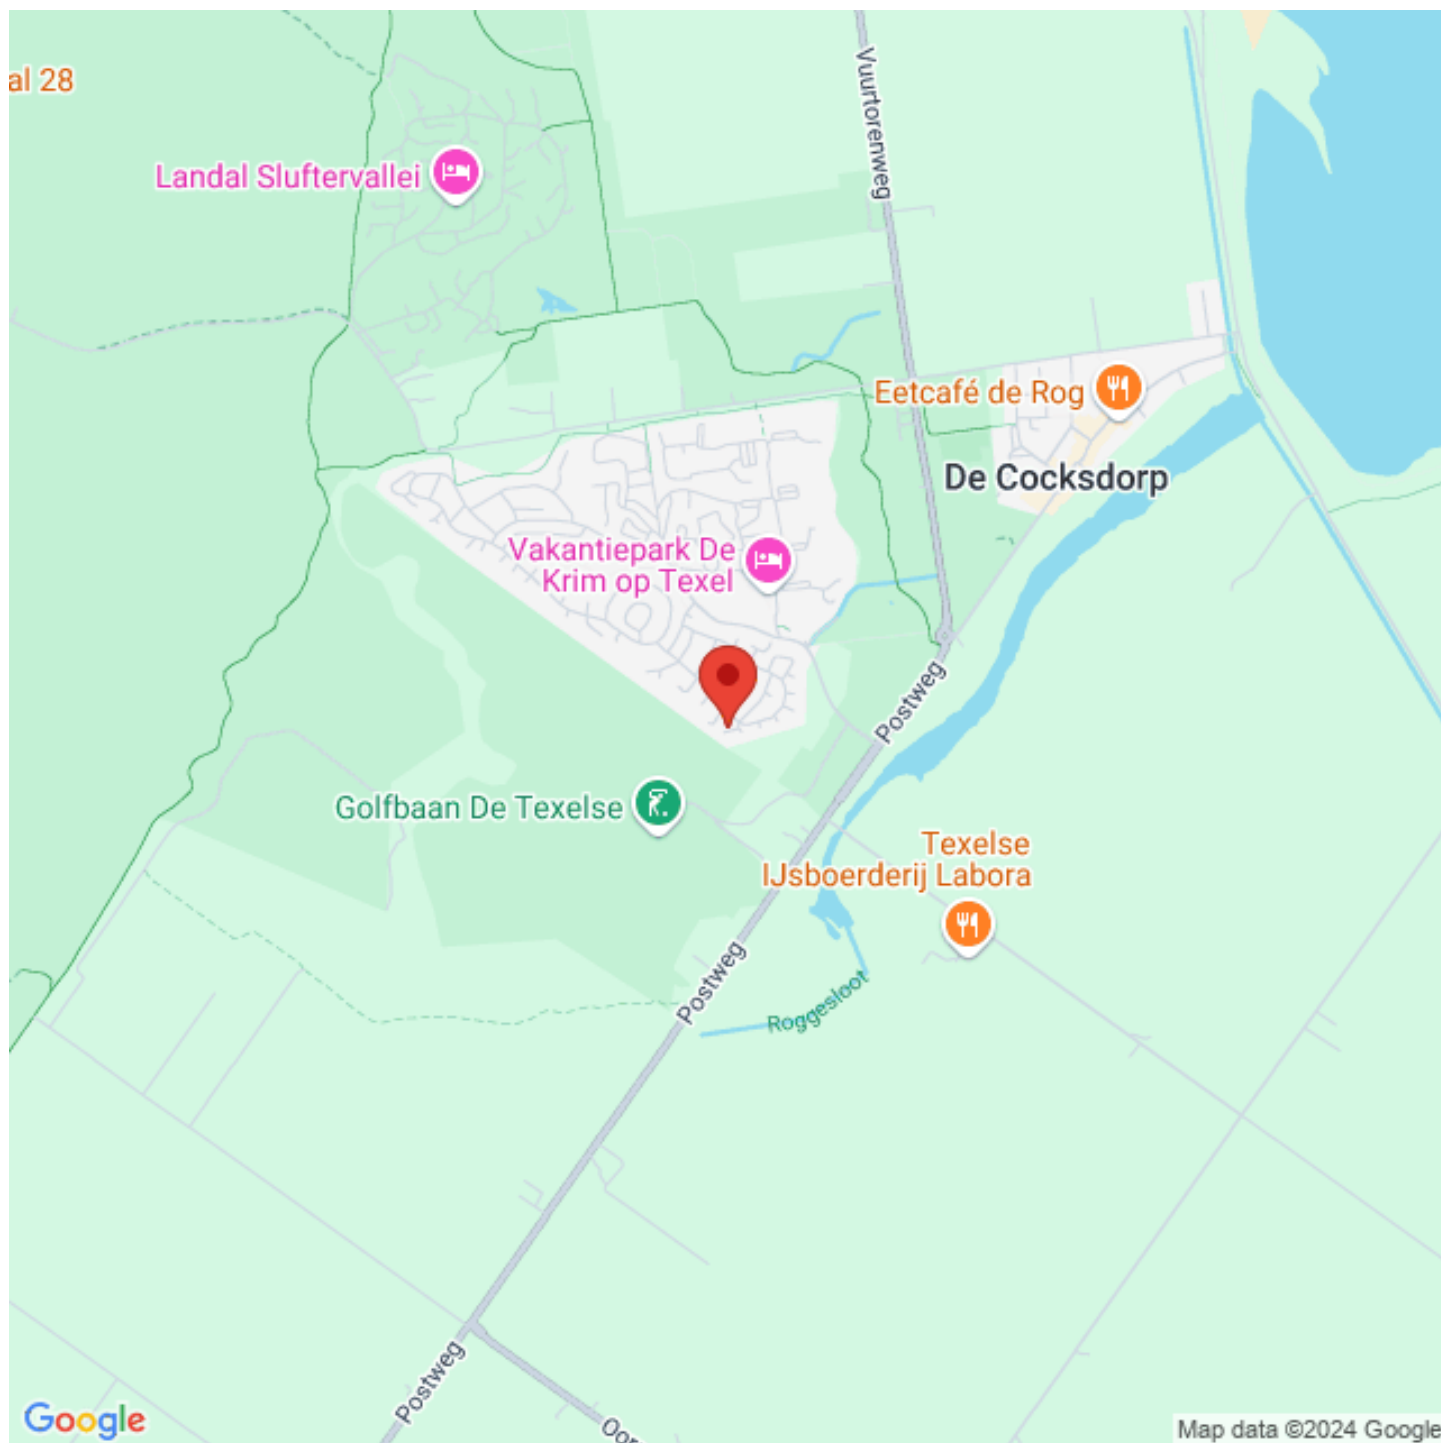 al 28
Vuurtorenweg
Landal Sluftervallei
Eetcafé de Rog
De Cocksdorp
Vakantiepark De
Krim op Texel
Postweg
Golfbaan De Texelse
Texelse
IJsboerderij Labora
Postweg
Roggesloot
Postweg
Oor
Google
Map data ©2024 Google